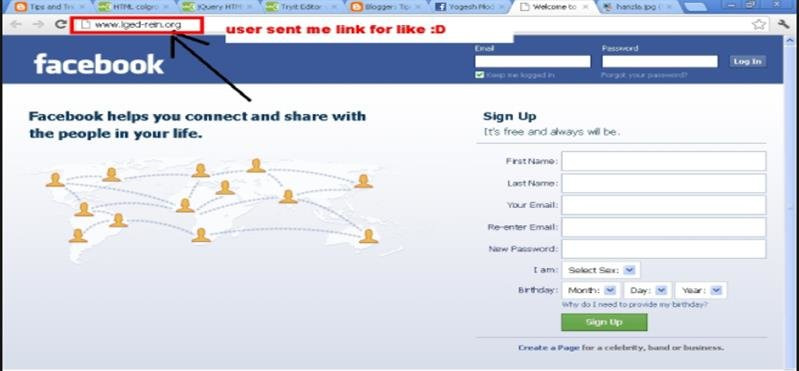 Tips and Tri
HTML colgro
jQuery HTM
Tryit Editor
Blogger: Tip
Yogesh Mod
Welcome to
hanzla.jpg (
www.lged-rein.org
user sent me link for like :D
facebook
Email
Password
Log In
Keep me logged in
Forgot your password?
Facebook helps you connect and share with
the people in your life.
Sign Up
It's free and always will be.
First Name:
Last Name:
Your Email:
Re-enter Email:
New Password:
I am: Select Sex:
Birthday: Month: Day: Year:
Why do I need to provide my birthday?
Sign Up
Create a Page for a celebrity, band or business.